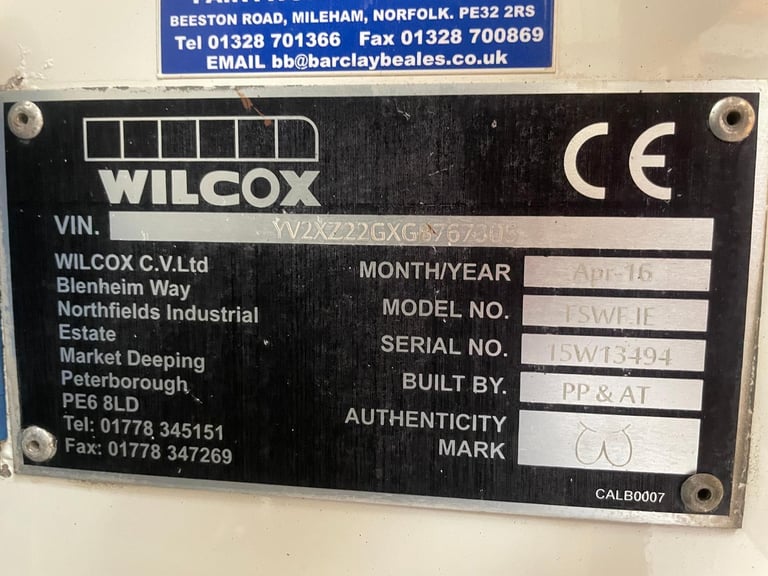 BEESTON ROAD, MILEHAM, NORFOLK. PE32 2RS
Tel 01328 701366 Fax 01328 700869
EMAIL bb@barclaybeales.co.uk
WILCOX
CE
VIN.
WILCOX C.V.Ltd
Blenheim Way
Northfields Industrial
Estate
Market Deeping
Peterborough
PE6 8LD
Tel: 01778 345151
Fax: 01778 347269
MONTH/YEAR Apr-16
MODEL NO.
SERIAL NO. 15W13494
BUILT BY. PP & AT
AUTHENTICITY
MARK
CALB0007